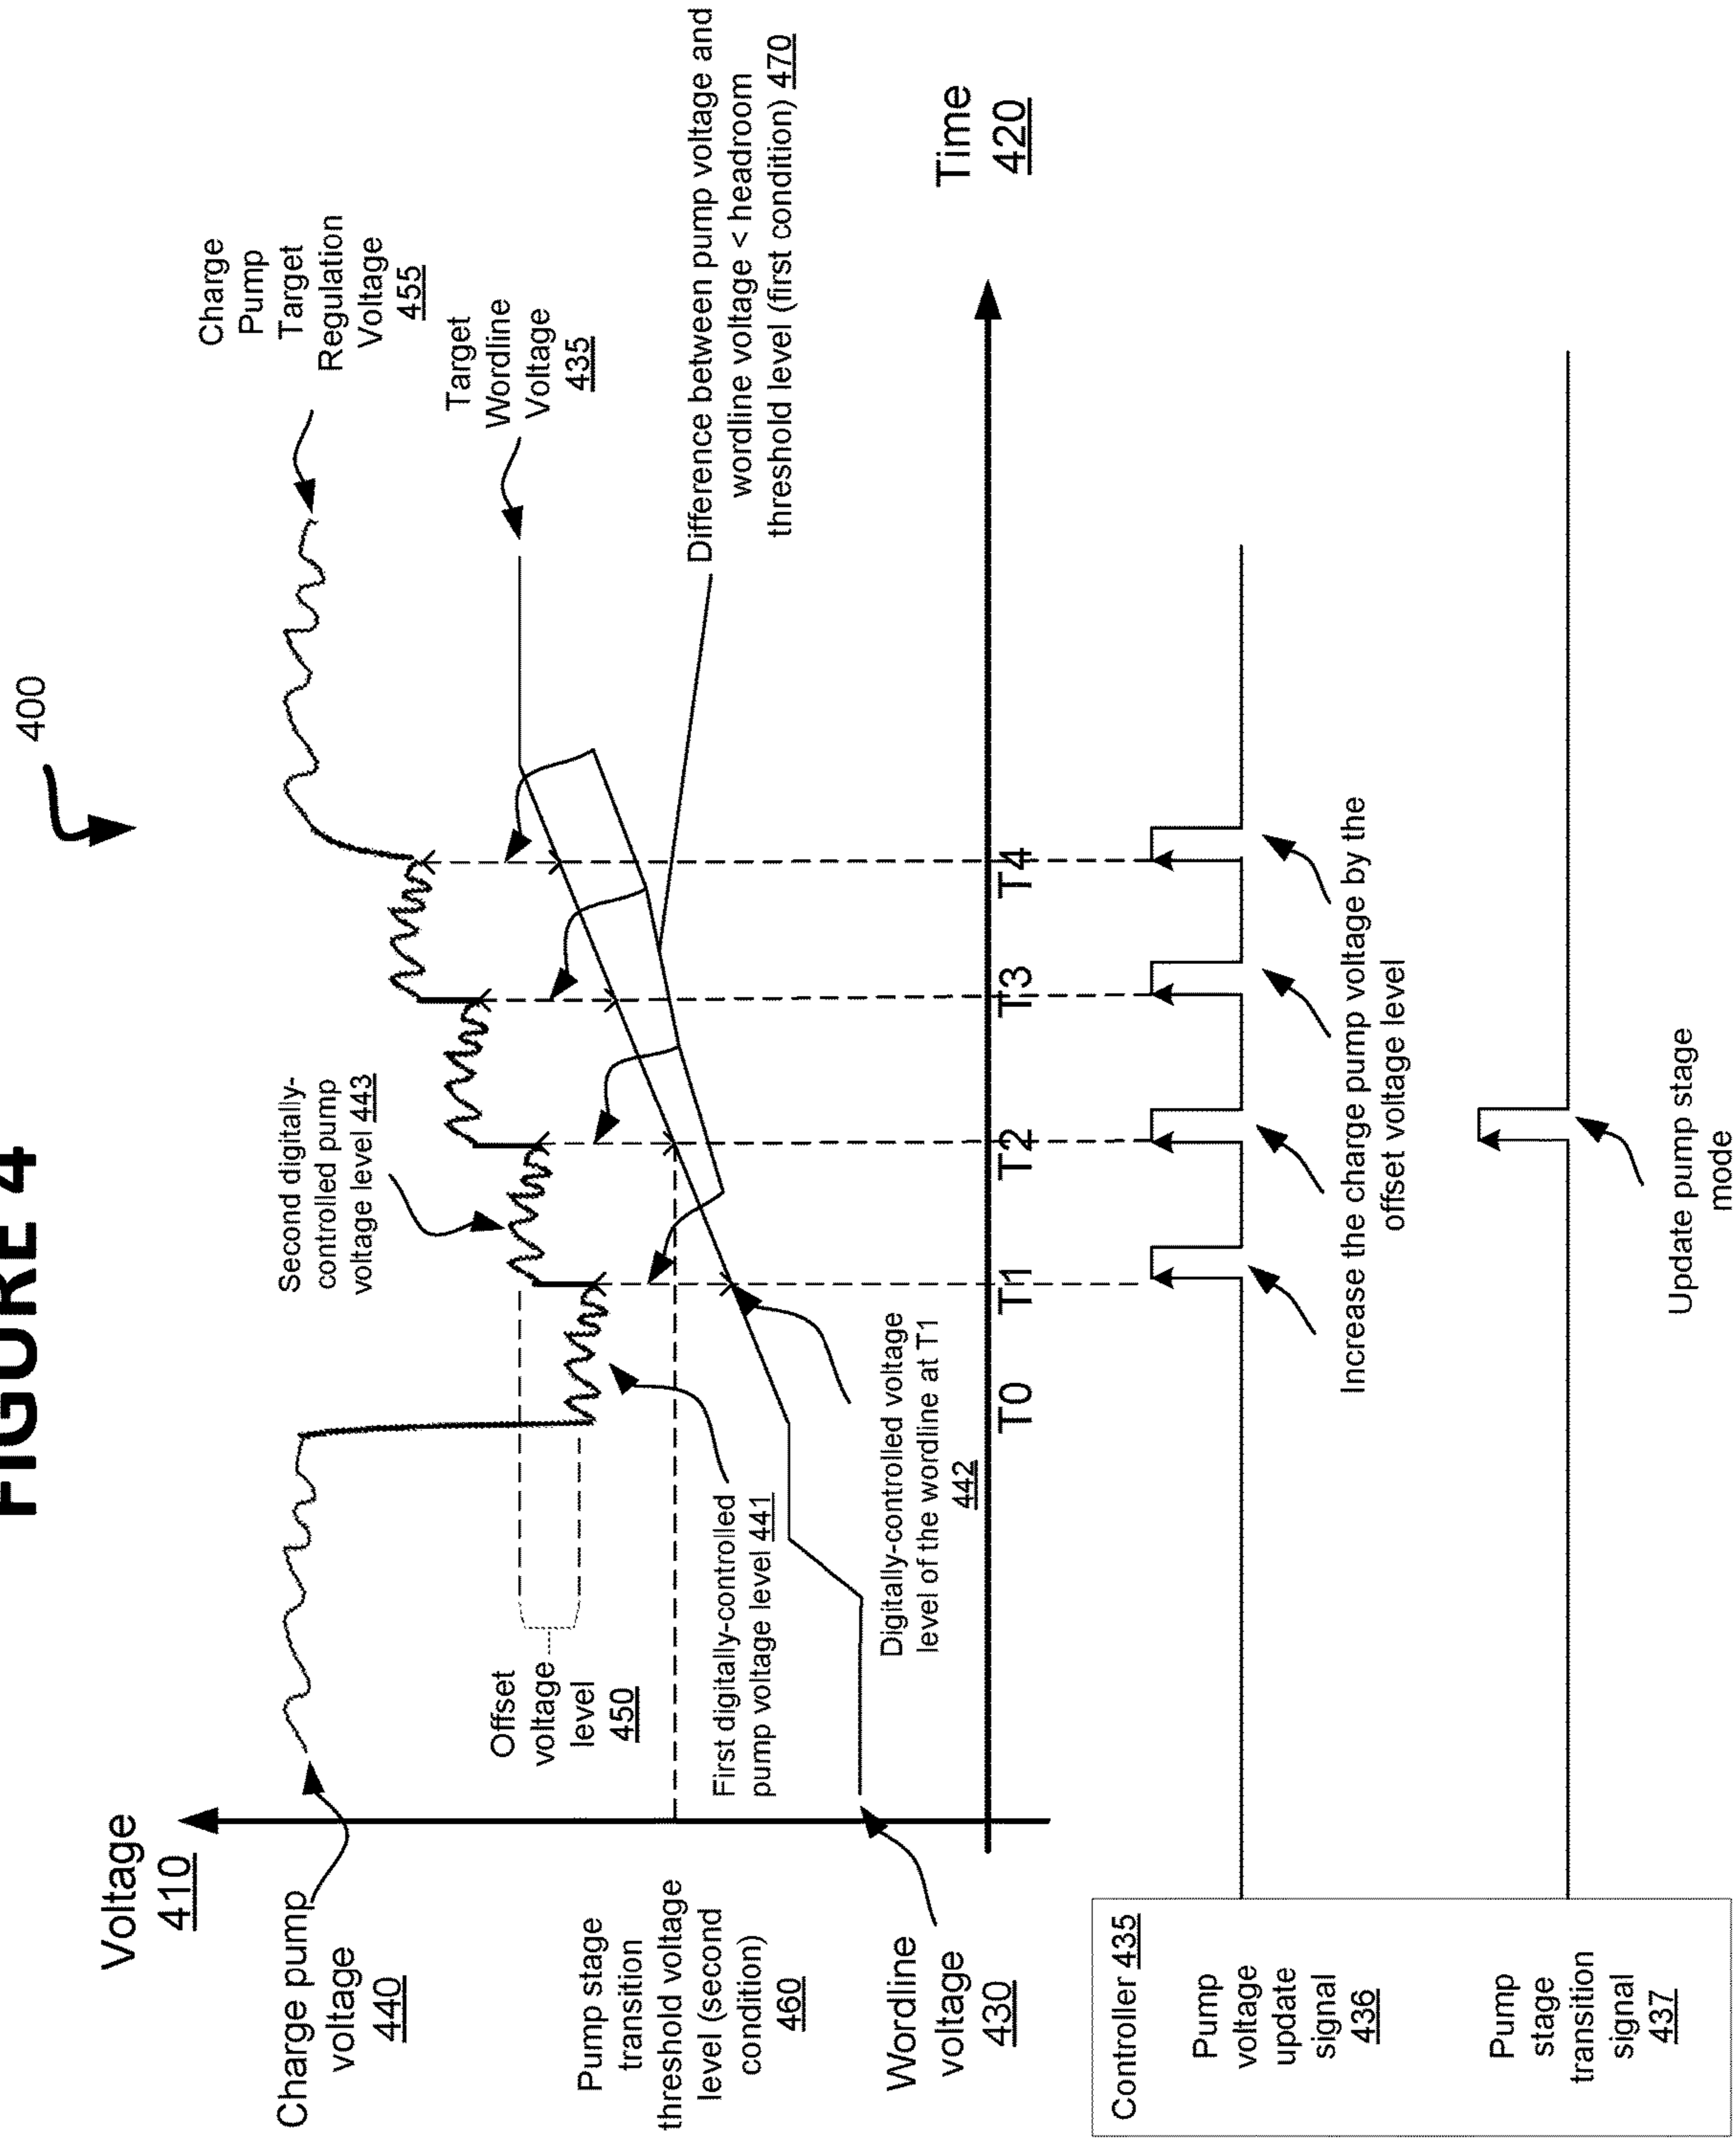 FIGURE 4
400
Voltage
410
Charge pump
voltage
440
Pump stage
transition
threshold voltage
level (second
condition)
460
Wordline
voltage
430
Offset
voltage
level
450
First digitally-controlled
pump voltage level 441
Second digitally-
controlled pump
voltage level 443
Digitally-controlled voltage
level of the wordline at T1
442
Charge
Pump
Target
Regulation
Voltage
455
Target
Wordline
Voltage
435
Difference between pump voltage and
wordline voltage < headroom
threshold level (first condition) 470
Time
420
T0
T1
T2
T3
T4
Controller 435
Pump
voltage
update
signal
436
Increase the charge pump voltage by the
offset voltage level
Pump
stage
transition
signal
437
Update pump stage
mode